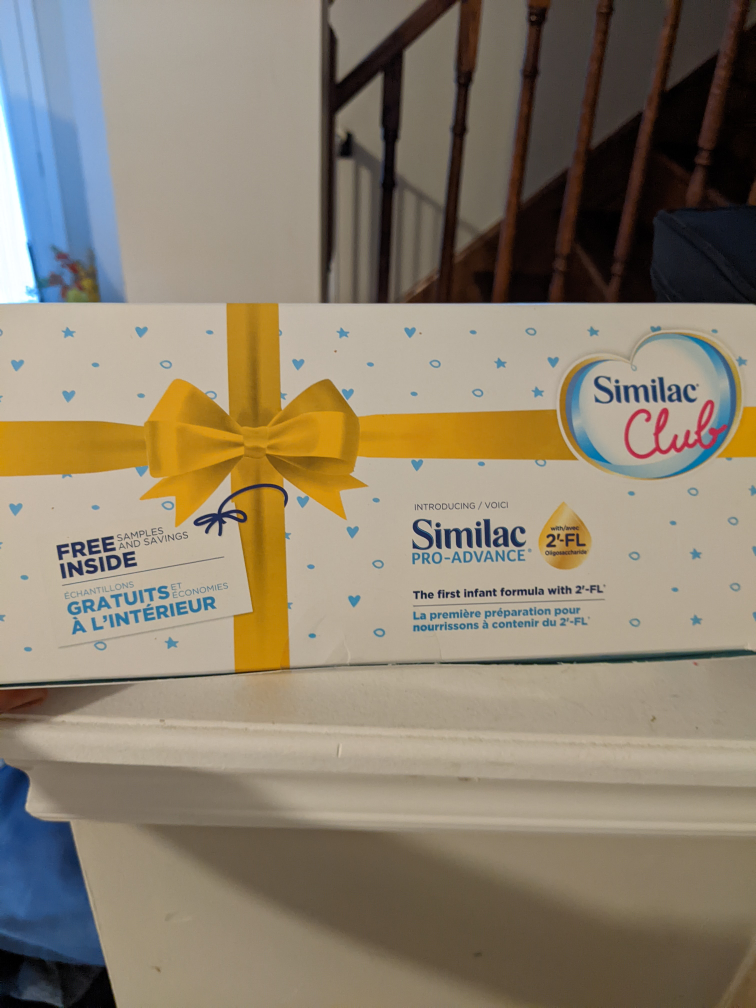 Similac®
Club
FREE SAMPLES AND SAVINGS
INSIDE
ÉCHANTILLONS
GRATUITS ET ÉCONOMIES
À L'INTÉRIEUR
INTRODUCING / VOICI
Similac
PRO-ADVANCE®
with/avec
2'-FL
Oligosaccharide
The first infant formula with 2'-FL*
La première préparation pour
nourrissons à contenir du 2'-FL*